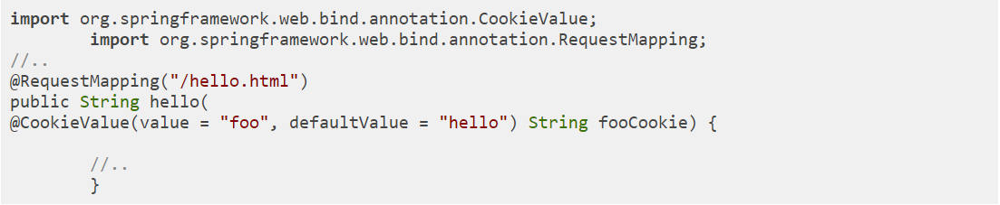 import org.springframework.web.bind.annotation.CookieValue;
import org.springframework.web.bind.annotation.RequestMapping;
//..
@RequestMapping("/hello.html")
public String hello(
@CookieValue(value = "foo", defaultValue = "hello") String fooCookie) {
//..
}